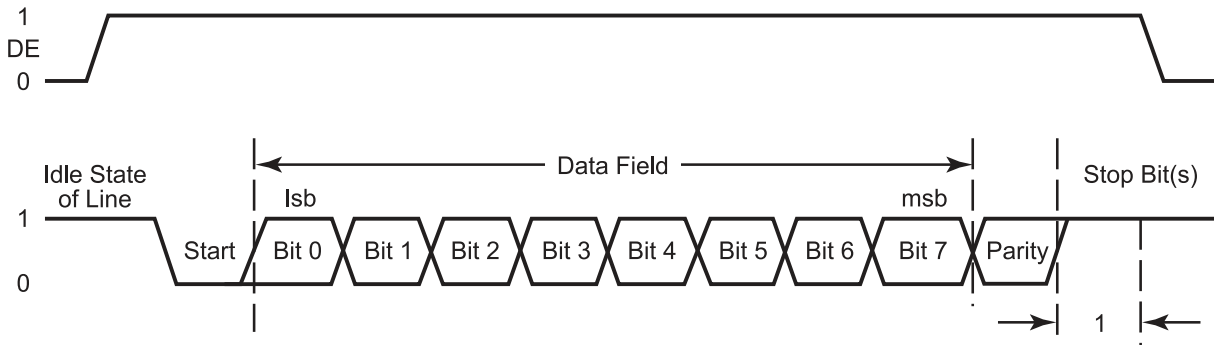 1
DE
0
Idle State
of Line
Data Field
Stop Bit(s)
lsb
msb
1
Start
Bit 0
Bit 1
Bit 2
Bit 3
Bit 4
Bit 5
Bit 6
Bit 7
Parity
0
1